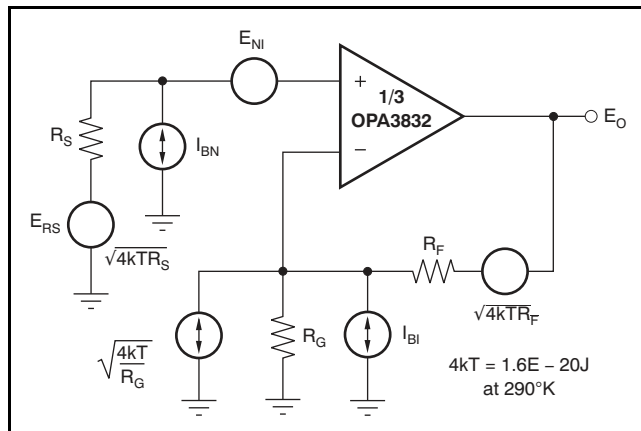 E_NI
1/3
OPA3832
+
−
E_O
R_S
I_BN
E_RS
√4kTR_S
R_F
√4kTR_F
√4kT/R_G
R_G
I_BI
4kT = 1.6E − 20J
at 290°K